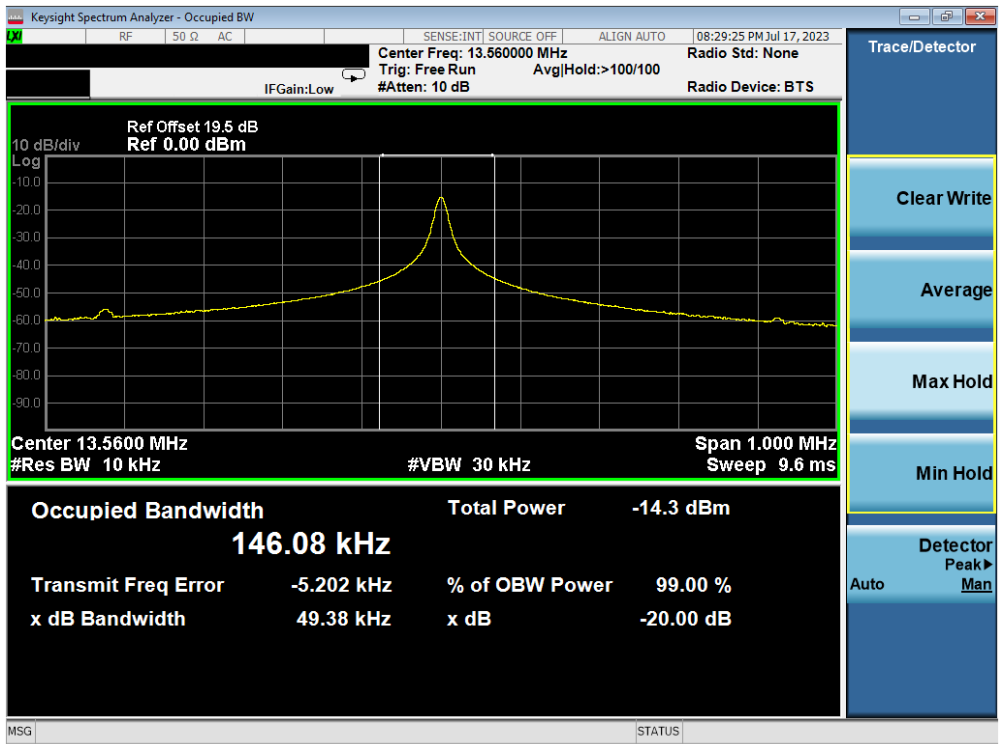 Keysight Spectrum Analyzer - Occupied BW
LXI RF 50 Ω AC SENSE:INT SOURCE OFF ALIGN AUTO 08:29:25 PM Jul 17, 2023
Center Freq: 13.560000 MHz Radio Std: None
Trig: Free Run Avg|Hold:>100/100
IFGain:Low #Atten: 10 dB Radio Device: BTS
Trace/Detector
Ref Offset 19.5 dB
10 dB/div Ref 0.00 dBm
Log
-10.0
-20.0
-30.0
-40.0
-50.0
-60.0
-70.0
-80.0
-90.0
Center 13.5600 MHz Span 1.000 MHz
#Res BW 10 kHz #VBW 30 kHz Sweep 9.6 ms
Occupied Bandwidth Total Power -14.3 dBm
146.08 kHz
Transmit Freq Error -5.202 kHz % of OBW Power 99.00 %
x dB Bandwidth 49.38 kHz x dB -20.00 dB
Clear Write
Average
Max Hold
Min Hold
Detector
Peak▶
Auto Man
MSG STATUS